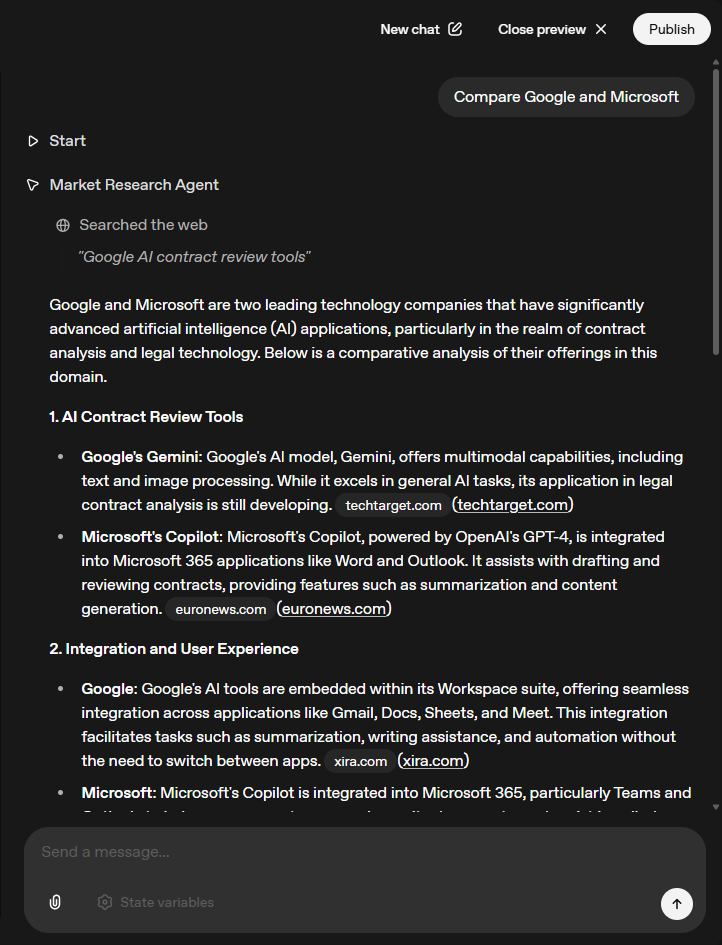 New chat
Close preview
Publish
Compare Google and Microsoft
Start
Market Research Agent
Searched the web
"Google AI contract review tools"
Google and Microsoft are two leading technology companies that have significantly
advanced artificial intelligence (AI) applications, particularly in the realm of contract
analysis and legal technology. Below is a comparative analysis of their offerings in this
domain.
1. AI Contract Review Tools
• Google's Gemini: Google's AI model, Gemini, offers multimodal capabilities, including
text and image processing. While it excels in general AI tasks, its application in legal
contract analysis is still developing. techtarget.com (techtarget.com)
• Microsoft's Copilot: Microsoft's Copilot, powered by OpenAI's GPT-4, is integrated
into Microsoft 365 applications like Word and Outlook. It assists with drafting and
reviewing contracts, providing features such as summarization and content
generation. euronews.com (euronews.com)
2. Integration and User Experience
• Google: Google's AI tools are embedded within its Workspace suite, offering seamless
integration across applications like Gmail, Docs, Sheets, and Meet. This integration
facilitates tasks such as summarization, writing assistance, and automation without
the need to switch between apps. xira.com (xira.com)
• Microsoft: Microsoft's Copilot is integrated into Microsoft 365, particularly Teams and
Send a message...
State variables